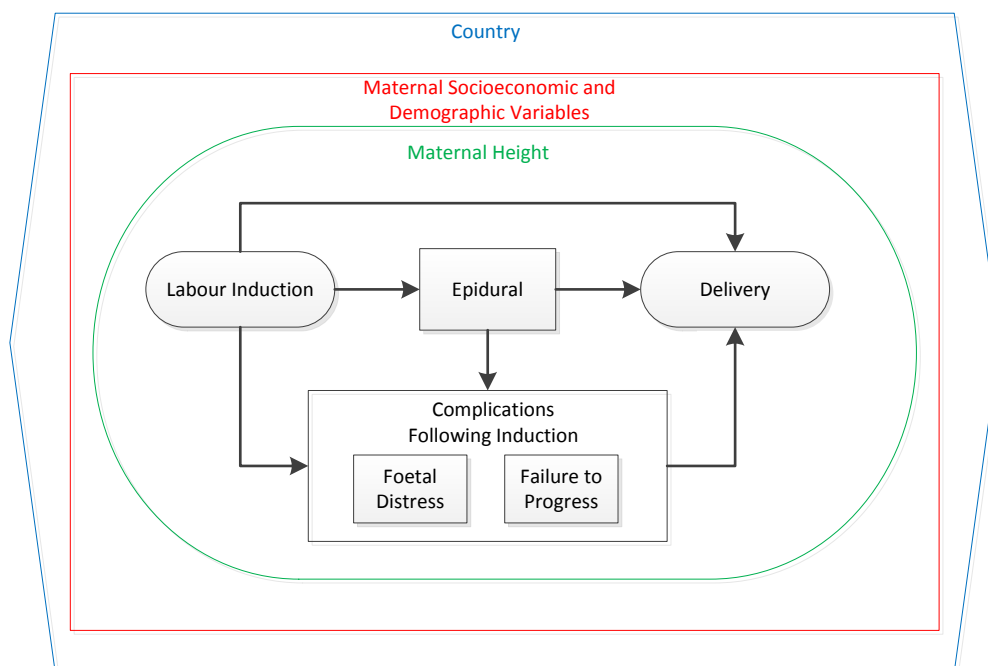 Country
Maternal Socioeconomic and
Demographic Variables
Maternal Height
Labour Induction
Epidural
Delivery
Complications
Following Induction
Foetal
Distress
Failure to
Progress